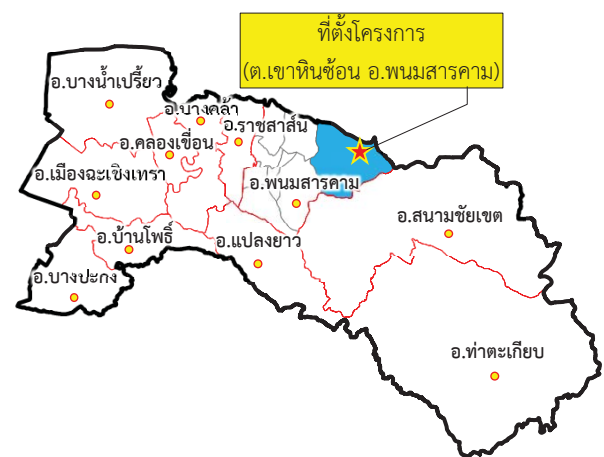 ที่ตั้งโครงการ
(ต.เขาหินซ้อน อ.พนมสารคาม)
อ.บางน้ำเปรี้ยว
อ.บางคล้า
อ.ราชสาส์น
อ.คลองเขื่อน
อ.เมืองฉะเชิงเทรา
อ.พนมสารคาม
อ.สนามชัยเขต
อ.บ้านโพธิ์
อ.แปลงยาว
อ.บางปะกง
อ.ท่าตะเกียบ